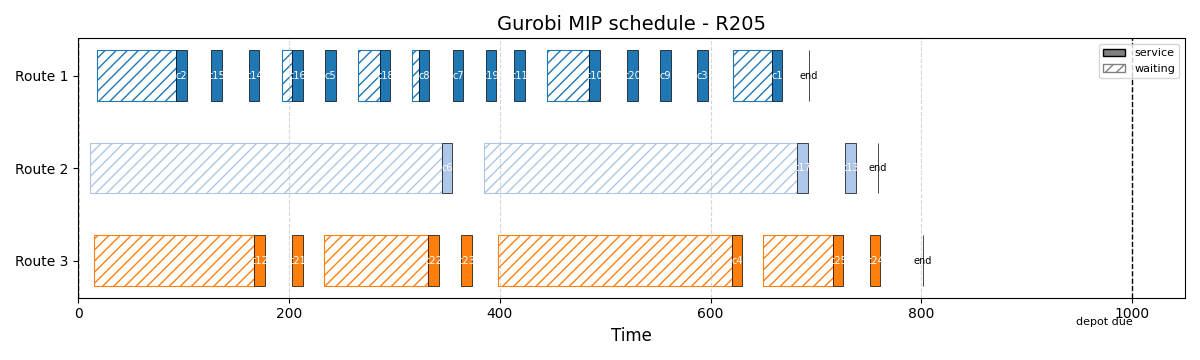 Gurobi MIP schedule - R205
service
waiting
Route 1
c2 c15 c14 c16 c5 c18 c8 c7 c19 c11 c10 c20 c9 c3 c1 end
Route 2
c6 c17 c13 end
Route 3
c12 c21 c22 c23 c4 c25 c24 end
0 200 400 600 800 1000
depot due
Time